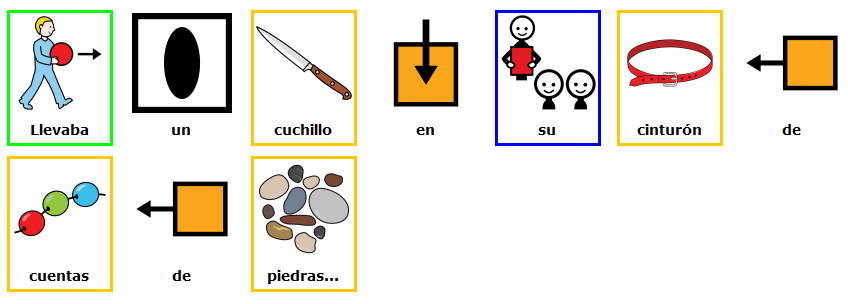 Llevaba un cuchillo en su cinturón de
cuentas de piedras...